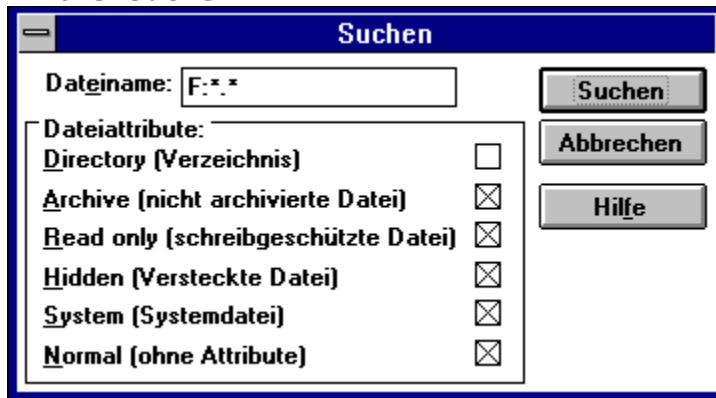 Suchen
Dateiname: F:*.*
Suchen
Dateiattribute:
Abbrechen
Directory (Verzeichnis)
Archive (nicht archivierte Datei)
Hilfe
Read only (schreibgeschützte Datei)
Hidden (Versteckte Datei)
System (Systemdatei)
Normal (ohne Attribute)